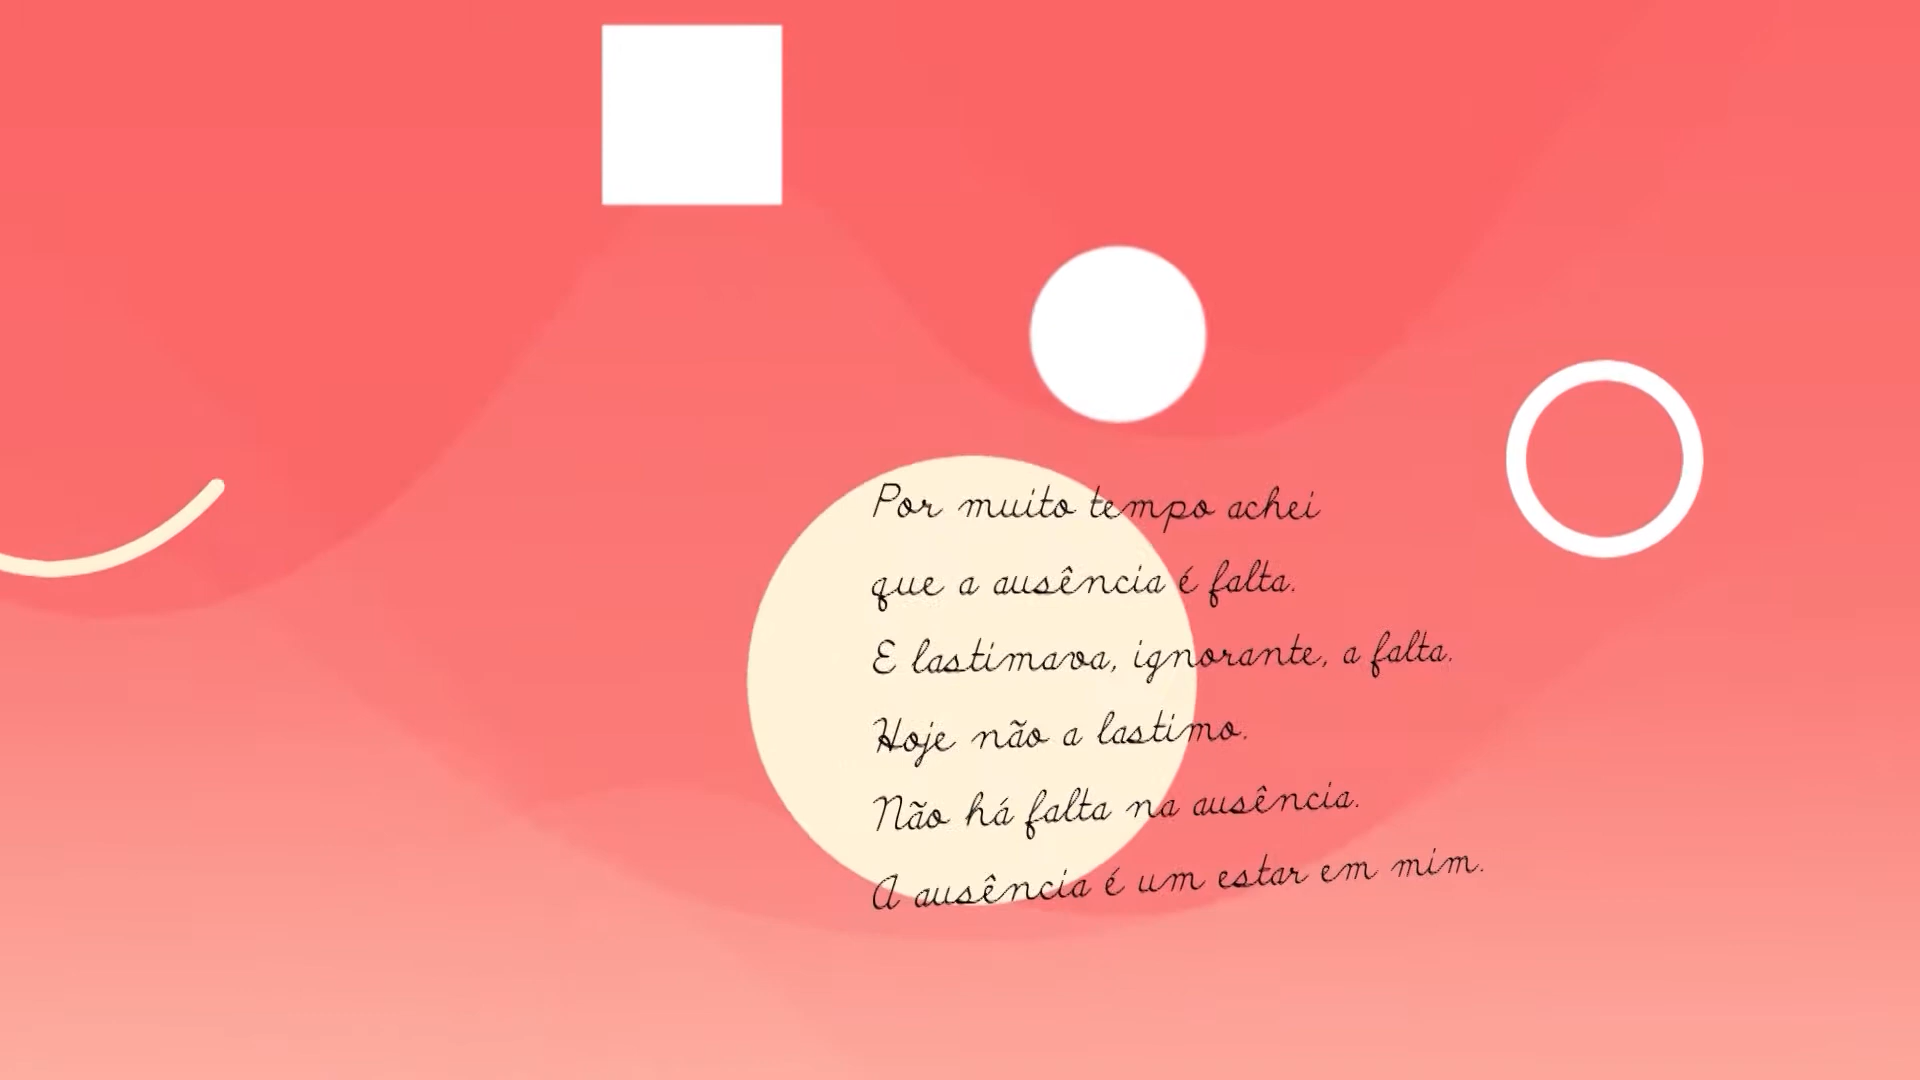 Por muito tempo achei
que a ausência é falta.
E lastimava, ignorante, a falta.
Hoje não a lastimo.
Não há falta na ausência.
A ausência é um estar em mim.